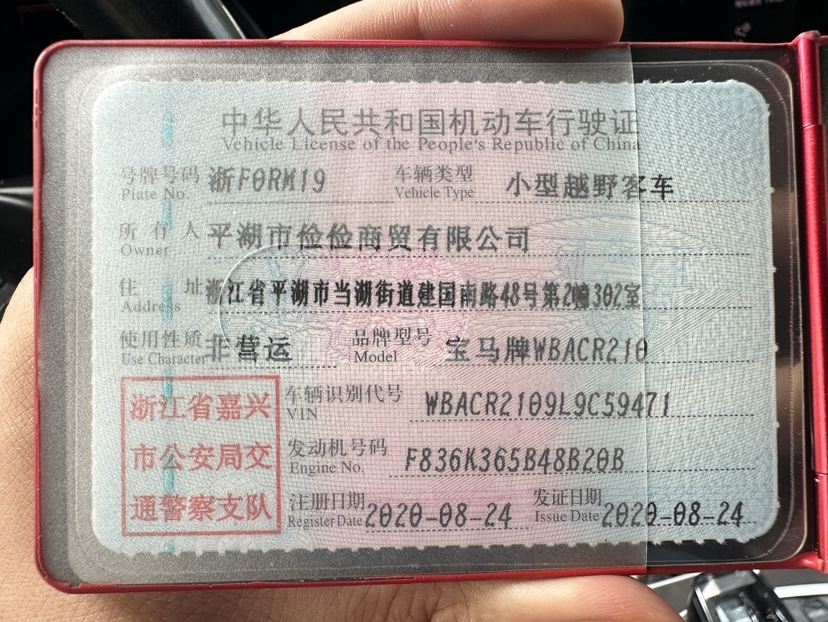 中华人民共和国机动车行驶证
Vehicle License of the People's Republic of China
号牌号码 浙F0RM19 车辆类型 小型越野客车
Plate No. Vehicle Type
所有人 平湖市俭俭商贸有限公司
Owner
住址 浙江省平湖市当湖街道建国南路48号第2幢302室
Address
使用性质 非营运 品牌型号 宝马牌WBACR210
Use Character Model
浙江省嘉兴
市公安局交
通警察支队
车辆识别代号 WBACR2109L9C59471
VIN
发动机号码 F836K365B48B20B
Engine No.
注册日期 2020-08-24 发证日期 2020-08-24
Register Date Issue Date